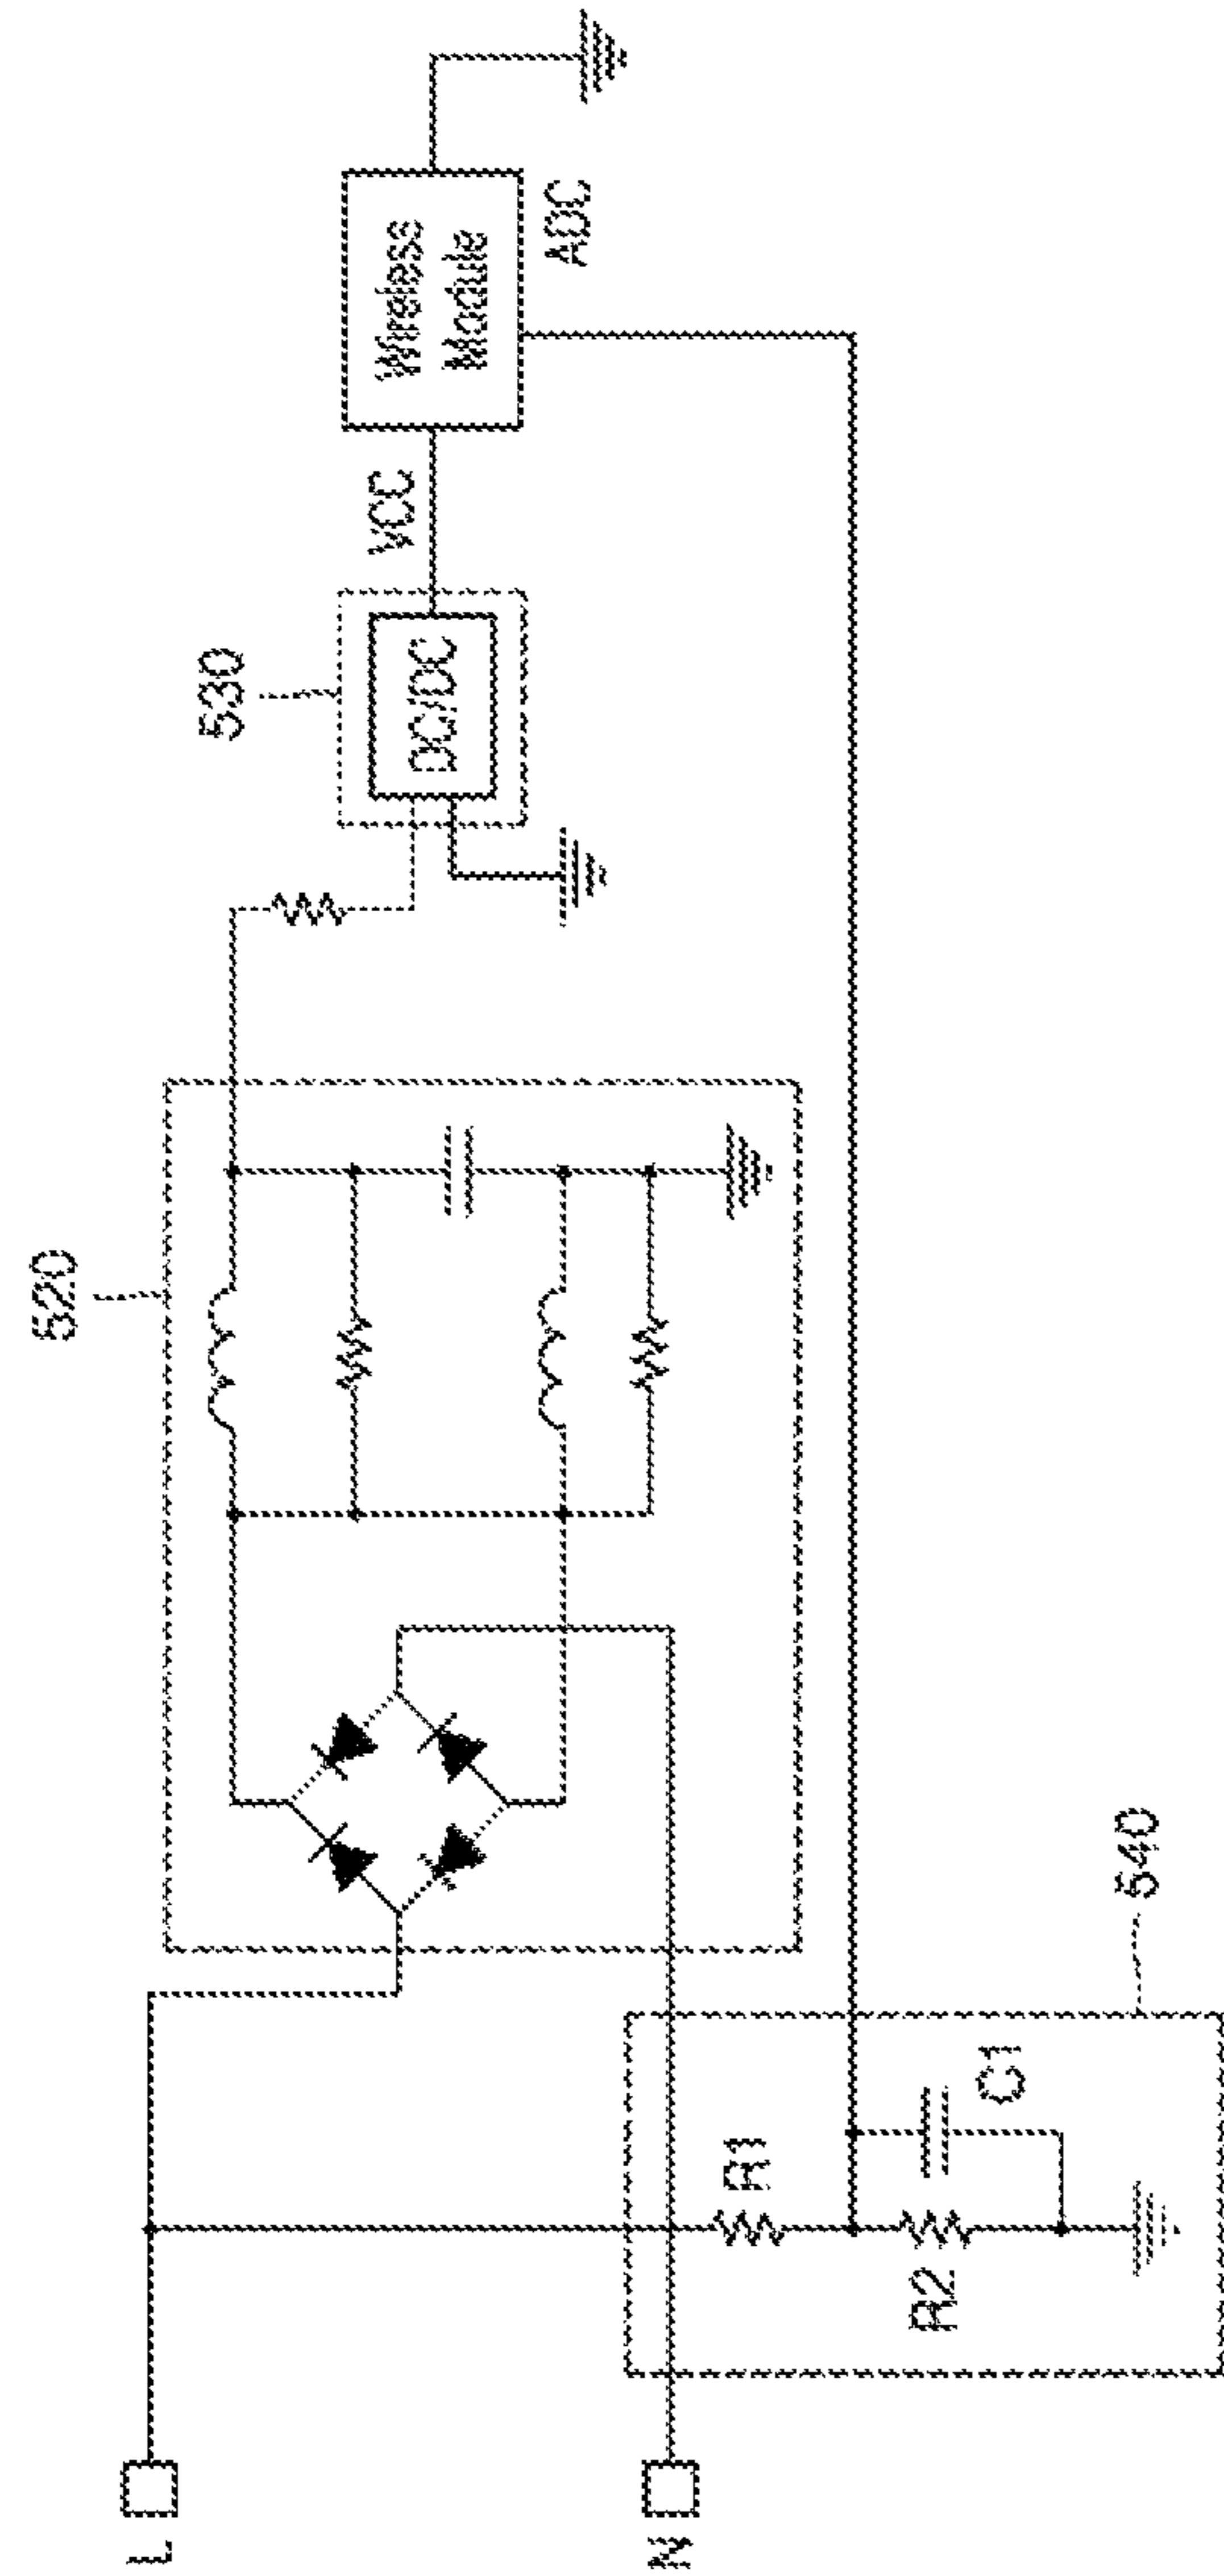 520
530
VCC
Wireless
Module
DC/DC
ADC
L
N
R1
R2
C1
540